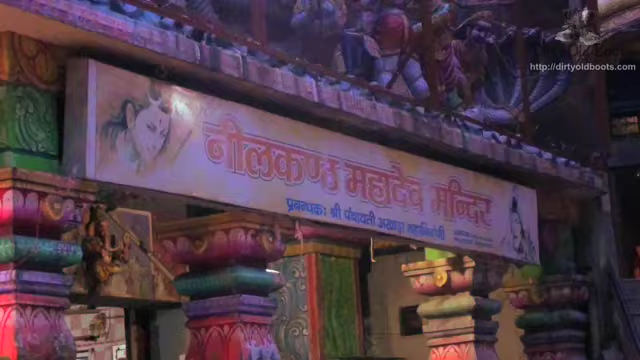 http://dirtyoldboots.com
नीलकण्ठ महादेव मन्दिर
प्रबन्धक: श्री पंचायती अखाड़ा महानिर्वाणी